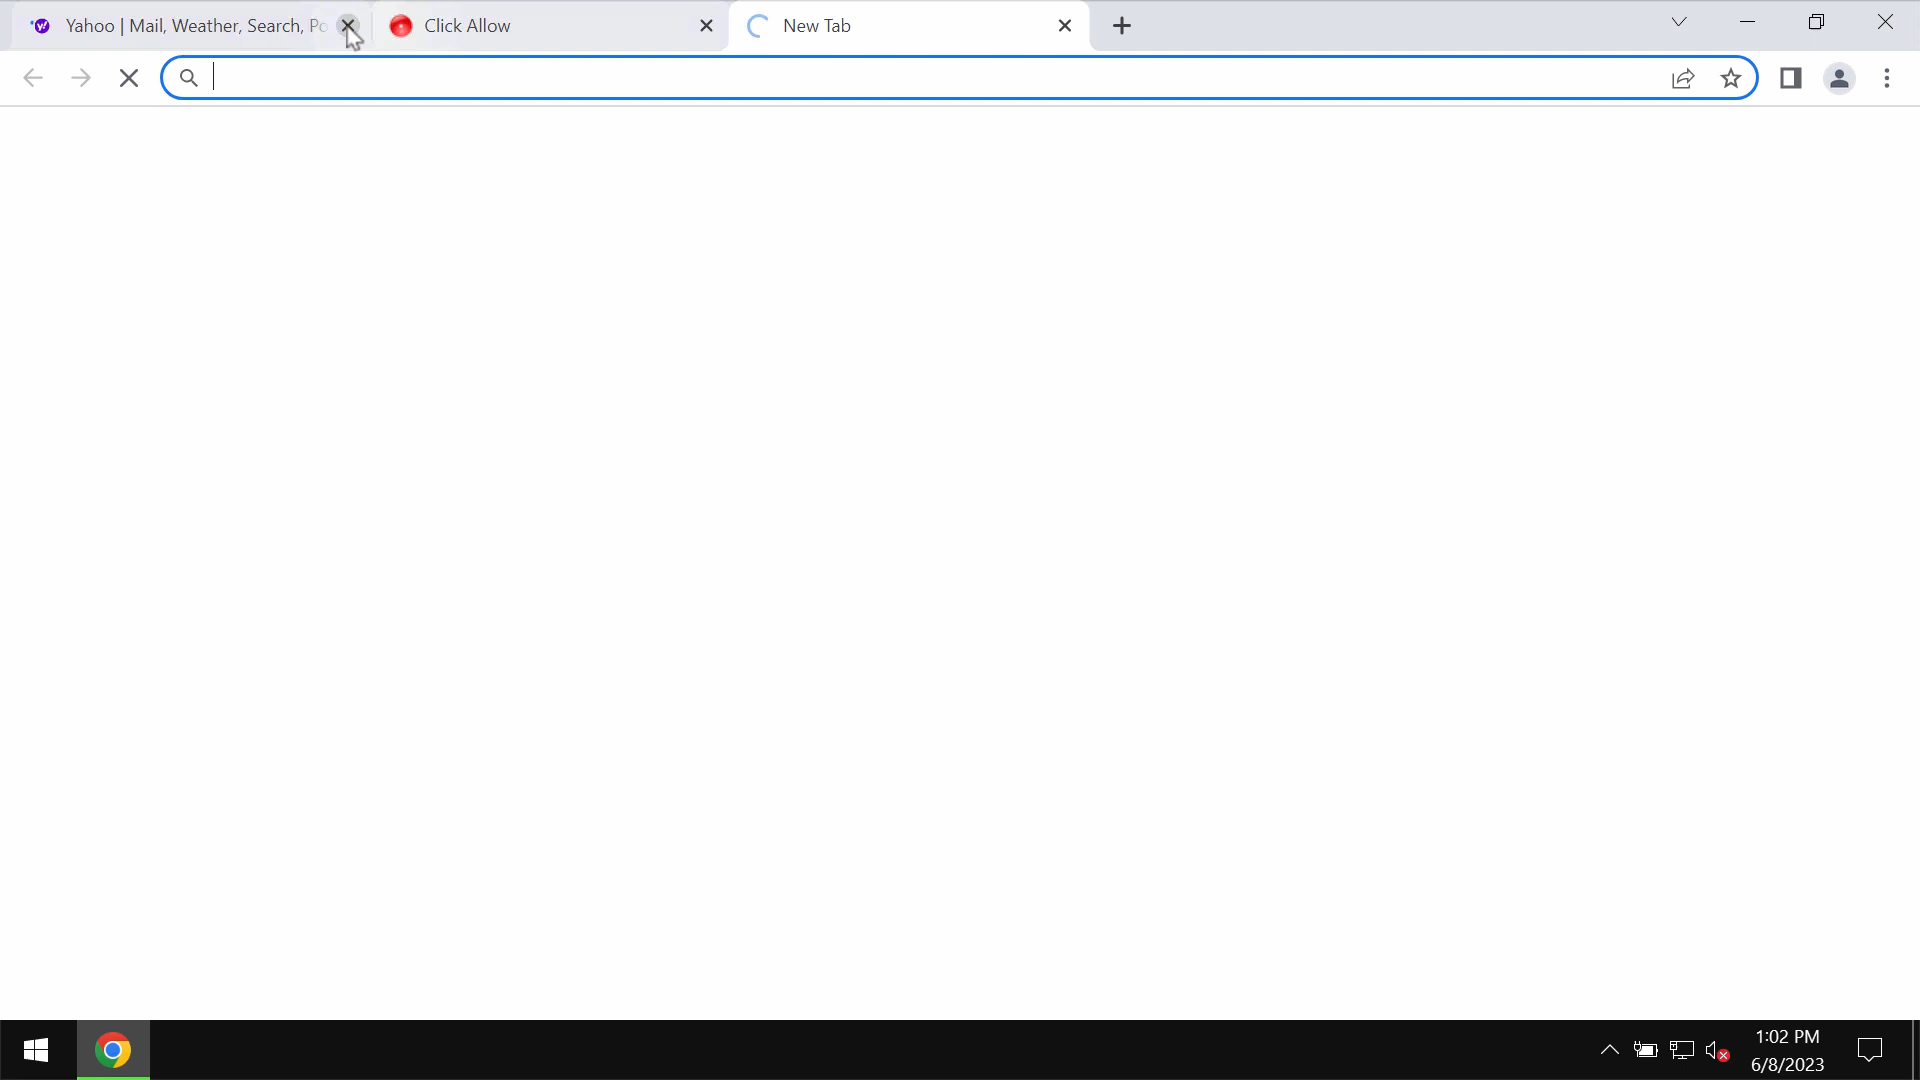 Yahoo | Mail, Weather, Search, Po
Click Allow
New Tab
1:02 PM
6/8/2023